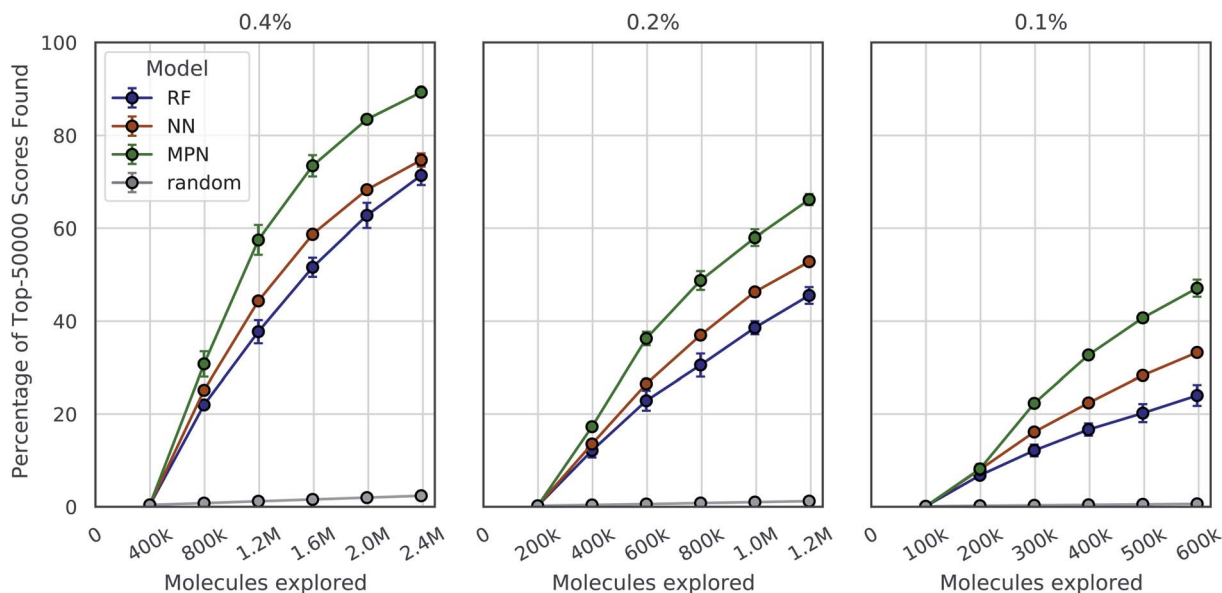 0.4%
0.2%
0.1%
Percentage of Top-50000 Scores Found
100
80
60
40
20
0
Model
RF
NN
MPN
random
0 400k 800k 1.2M 1.6M 2.0M 2.4M
0 200k 400k 600k 800k 1.0M 1.2M
0 100k 200k 300k 400k 500k 600k
Molecules explored
Molecules explored
Molecules explored